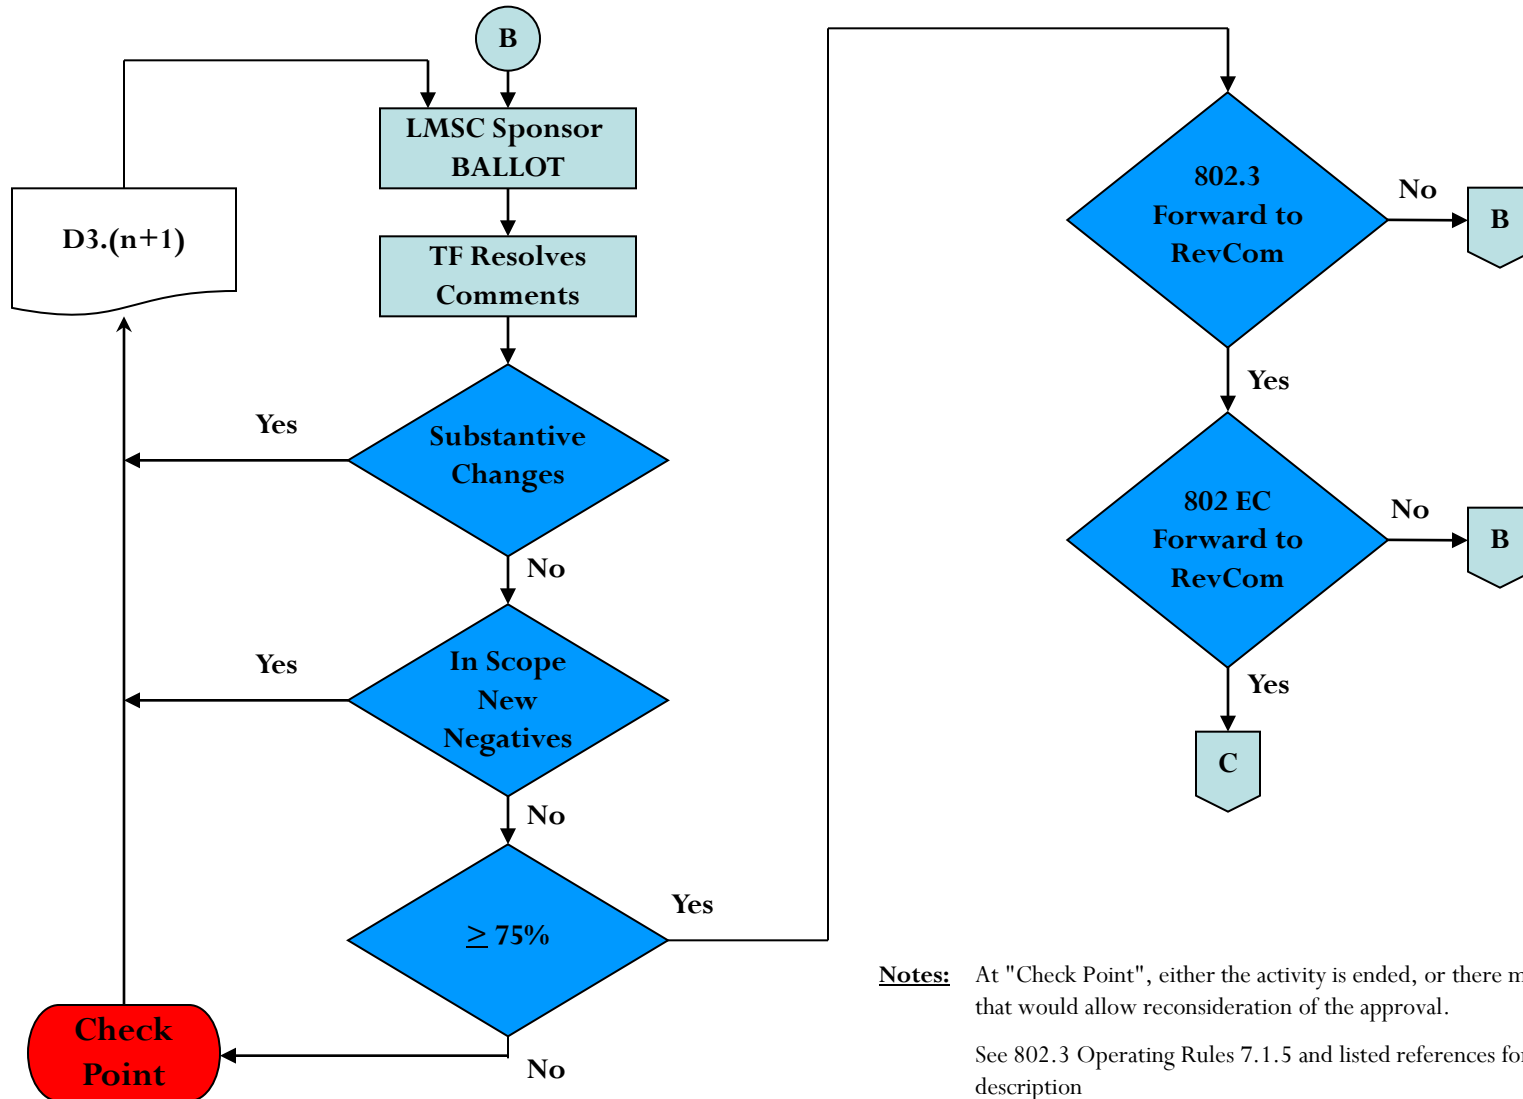 B
LMSC Sponsor
BALLOT
D3.(n+1)
TF Resolves
Comments
Yes
Substantive
Changes
No
Yes
In Scope
New
Negatives
No
≥ 75%
Yes
No
Check
Point
802.3
Forward to
RevCom
No
B
Yes
802 EC
Forward to
RevCom
No
B
Yes
C
Notes: At "Check Point", either the activity is ended, or there
that would allow reconsideration of the approval.
See 802.3 Operating Rules 7.1.5 and listed references for
description